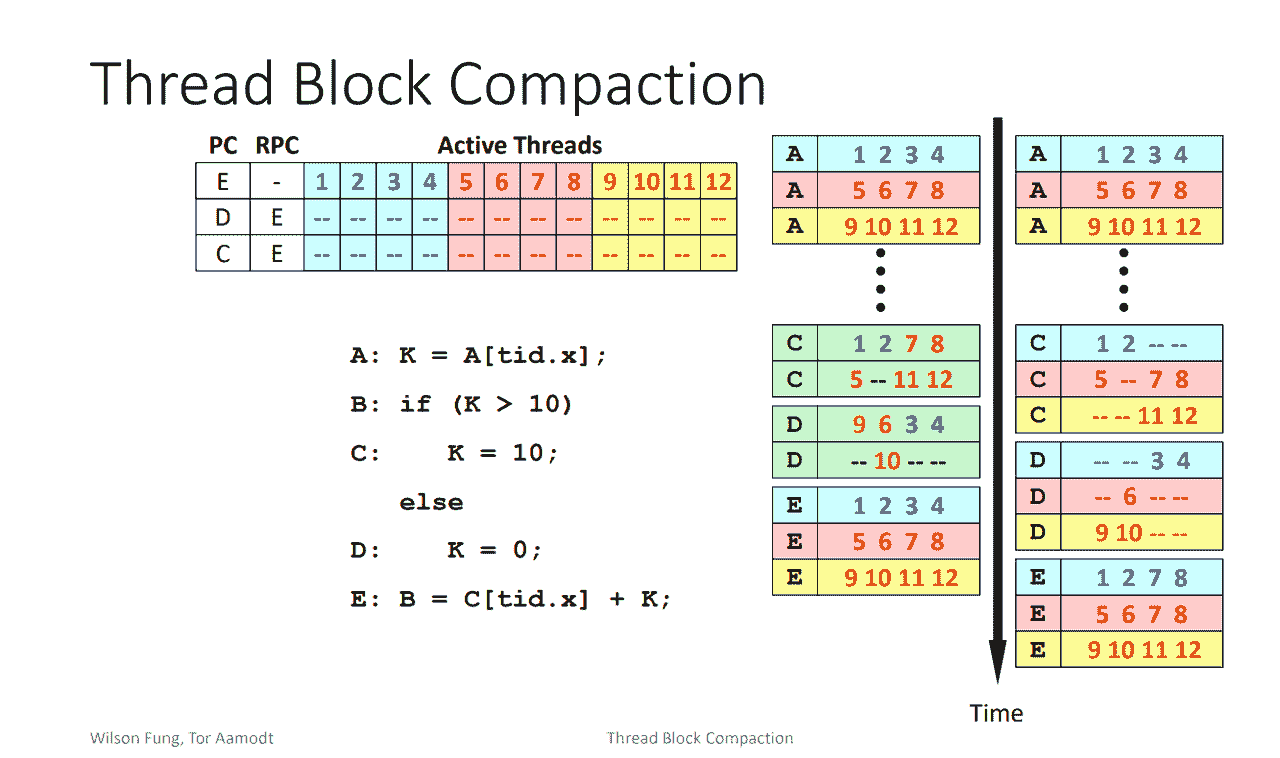 Thread Block Compaction
PC RPC Active Threads
E - 1 2 3 4 5 6 7 8 9 10 11 12
D E -- -- -- -- -- -- -- -- -- -- -- --
C E -- -- -- -- -- -- -- -- -- -- -- --
A: K = A[tid.x];
B: if (K > 10)
C: K = 10;
else
D: K = 0;
E: B = C[tid.x] + K;
A 1 2 3 4
A 5 6 7 8
A 9 10 11 12
C 1 2 7 8
C 5 -- 11 12
D 9 6 3 4
D -- 10 -- --
E 1 2 3 4
E 5 6 7 8
E 9 10 11 12
A 1 2 3 4
A 5 6 7 8
A 9 10 11 12
C 1 2 -- --
C 5 -- 7 8
C -- -- 11 12
D -- -- 3 4
D -- 6 -- --
D 9 10 -- --
E 1 2 7 8
E 5 6 7 8
E 9 10 11 12
Time
Wilson Fung, Tor Aamodt
Thread Block Compaction